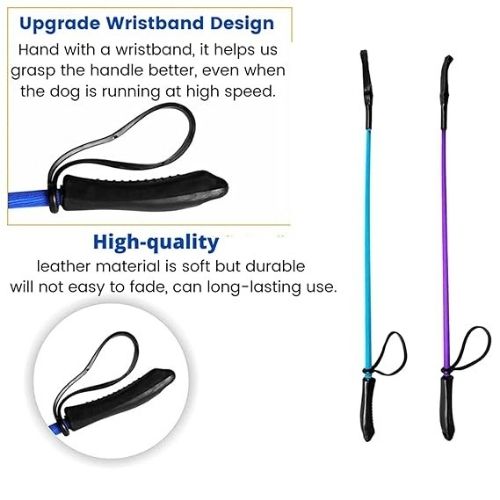 Upgrade Wristband Design
Hand with a wristband, it helps us
grasp the handle better, even when
the dog is running at high speed.
High-quality
leather material is soft but durable
will not easy to fade, can long-lasting use.